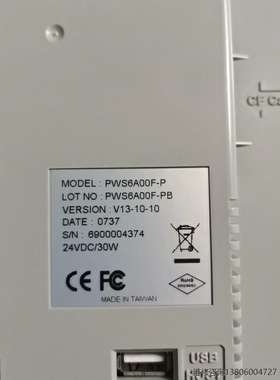 CF Ca
MODEL : PWS6A00F-P
LOT NO : PWS6A00F-PB
VERSION : V13-10-10
DATE : 0737
S/N : 6900004374
24VDC/30W
CE FC
MADE IN TAIWAN
USB
HOST